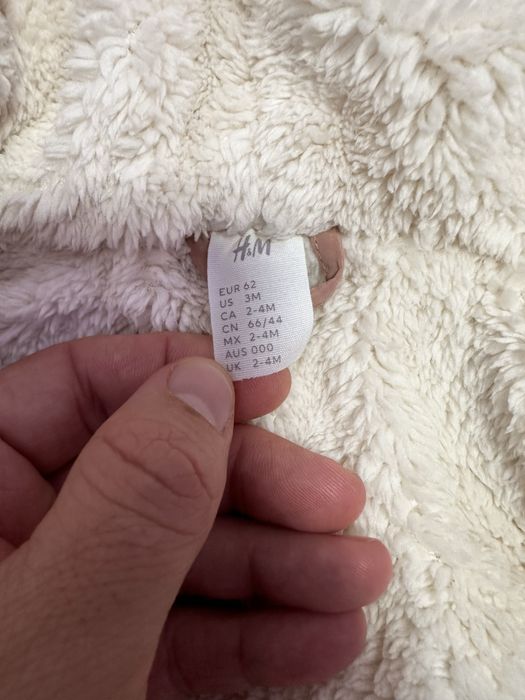 H&M
EUR 62
US 3M
CA 2-4M
CN 66/44
MX 2-4M
AUS 000
UK 2-4M